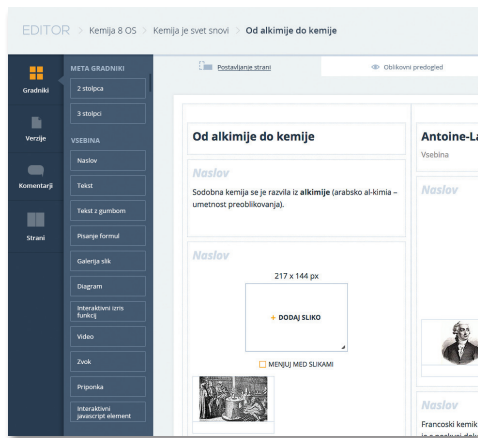 EDITOR > Kemija 8 OS > Kemija je svet snovi > Od alkimije do kemije
Gradniki
Verzije
Komentarji
Strani
META GRADNIKI
2 stolpca
3 stolpci
VSEBINA
Naslov
Tekst
Tekst z gumbom
Pisanje formul
Galerija slik
Diagram
Interaktivni izris
funkcij
Video
Zvok
Priponka
Interaktivni
javascript element
Postavljanje strani
Oblikovni predogled
Od alkimije do kemije
Naslov
Sodobna kemija se je razvila iz alkimije (arabsko al-kimia –
umetnost preoblikovanja).
Naslov
217 x 144 px
+ DODAJ SLIKO
MENJUJ MED SLIKAMI
Antoine-La
Vsebina
Naslov
Naslov
Francoski kemik